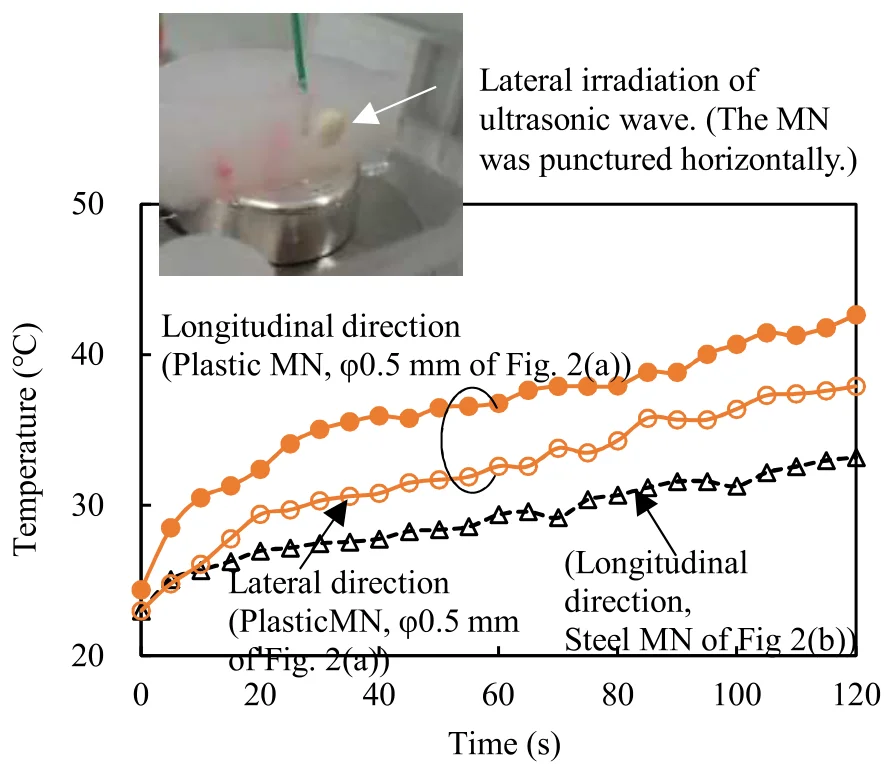 Lateral irradiation of
ultrasonic wave. (The MN
was punctured horizontally.)
50
40
30
20
Temperature (℃)
Longitudinal direction
(Plastic MN, φ0.5 mm of Fig. 2(a))
Lateral direction
(PlasticMN, φ0.5 mm
of Fig. 2(a))
(Longitudinal
direction,
Steel MN of Fig 2(b))
0 20 40 60 80 100 120
Time (s)